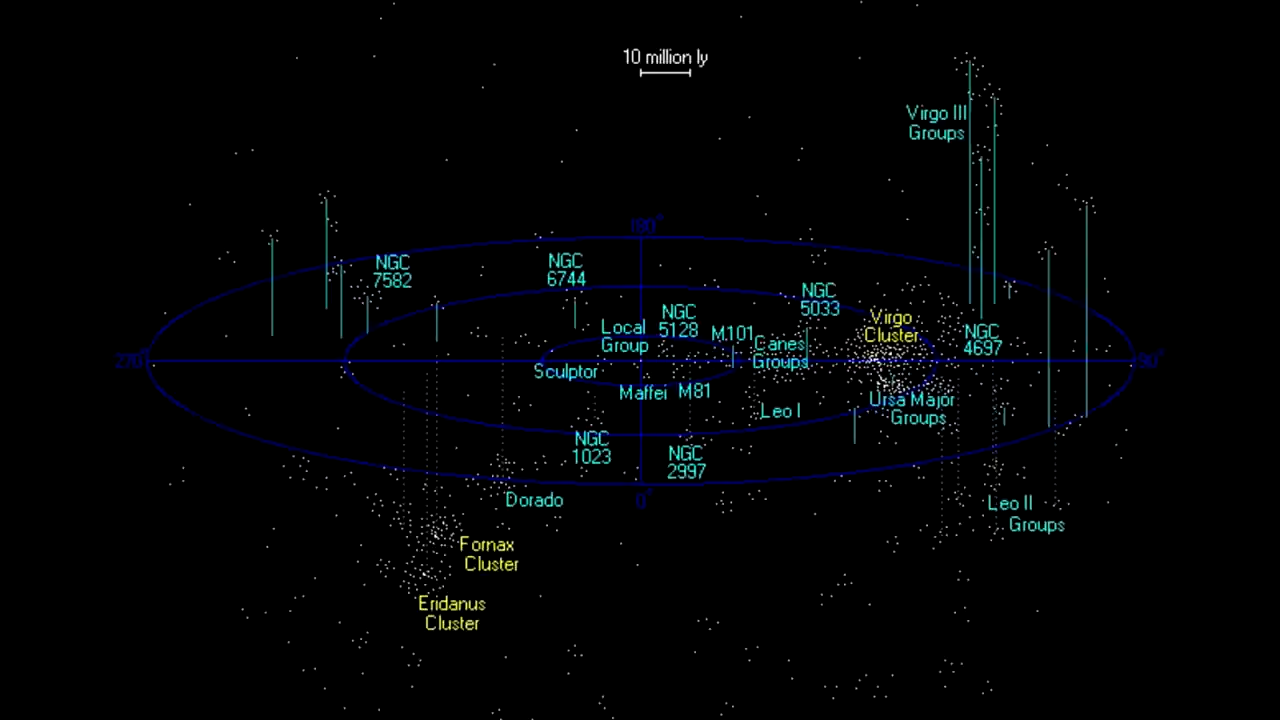 10 million ly
Virgo III
Groups
180°
NGC
7582
NGC
6744
NGC
5033
NGC
5128
Local
Group
M101
Canes
Groups
Virgo
Cluster
NGC
4697
270°
90°
Sculptor
Maffei
M81
Leo I
Ursa Major
Groups
NGC
1023
NGC
2997
Dorado
0°
Leo II
Groups
Fornax
Cluster
Eridanus
Cluster